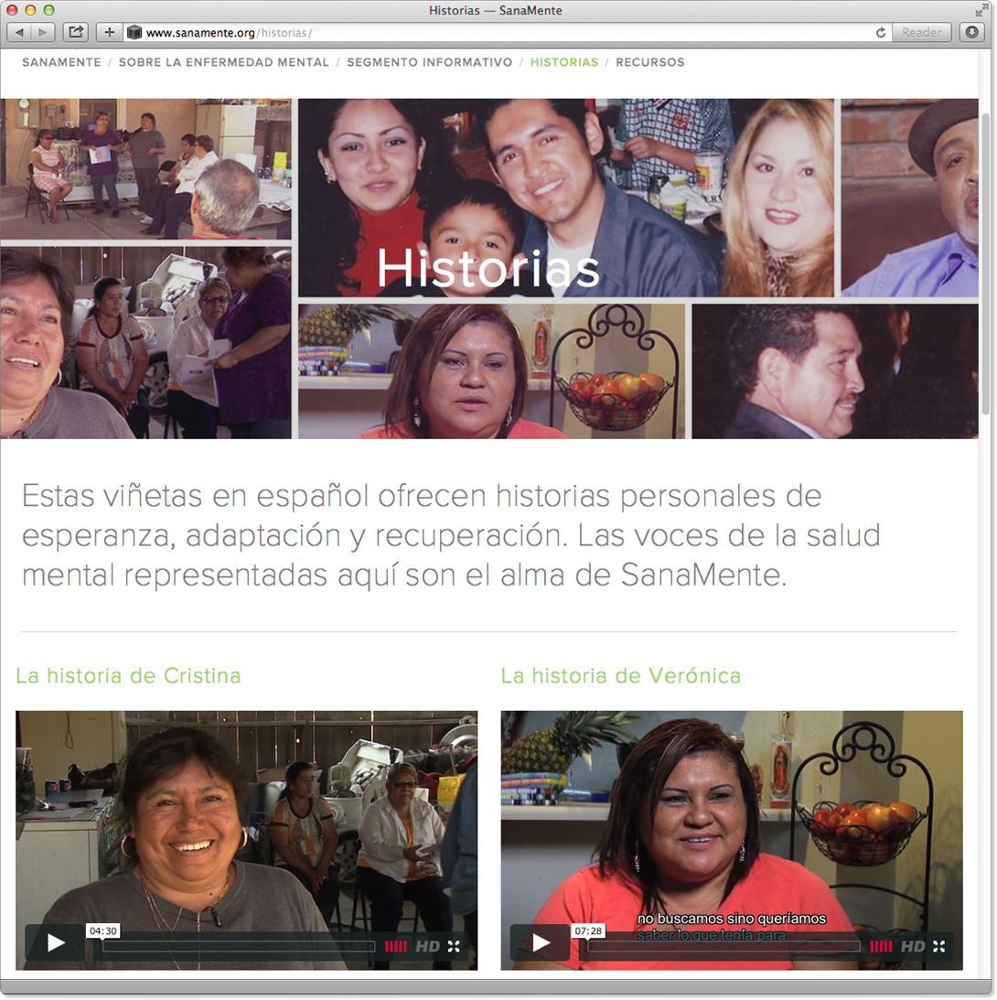 Historias — SanaMente
www.sanamente.org/historias/
Reader
SANAMENTE / SOBRE LA ENFERMEDAD MENTAL / SEGMENTO INFORMATIVO / HISTORIAS / RECURSOS
Historias
Estas viñetas en español ofrecen historias personales de
esperanza, adaptación y recuperación. Las voces de la salud
mental representadas aquí son el alma de SanaMente.
La historia de Cristina
La historia de Verónica
04:30
HD
no buscamos sino queríamos
saber lo que tenía para
07:28
HD